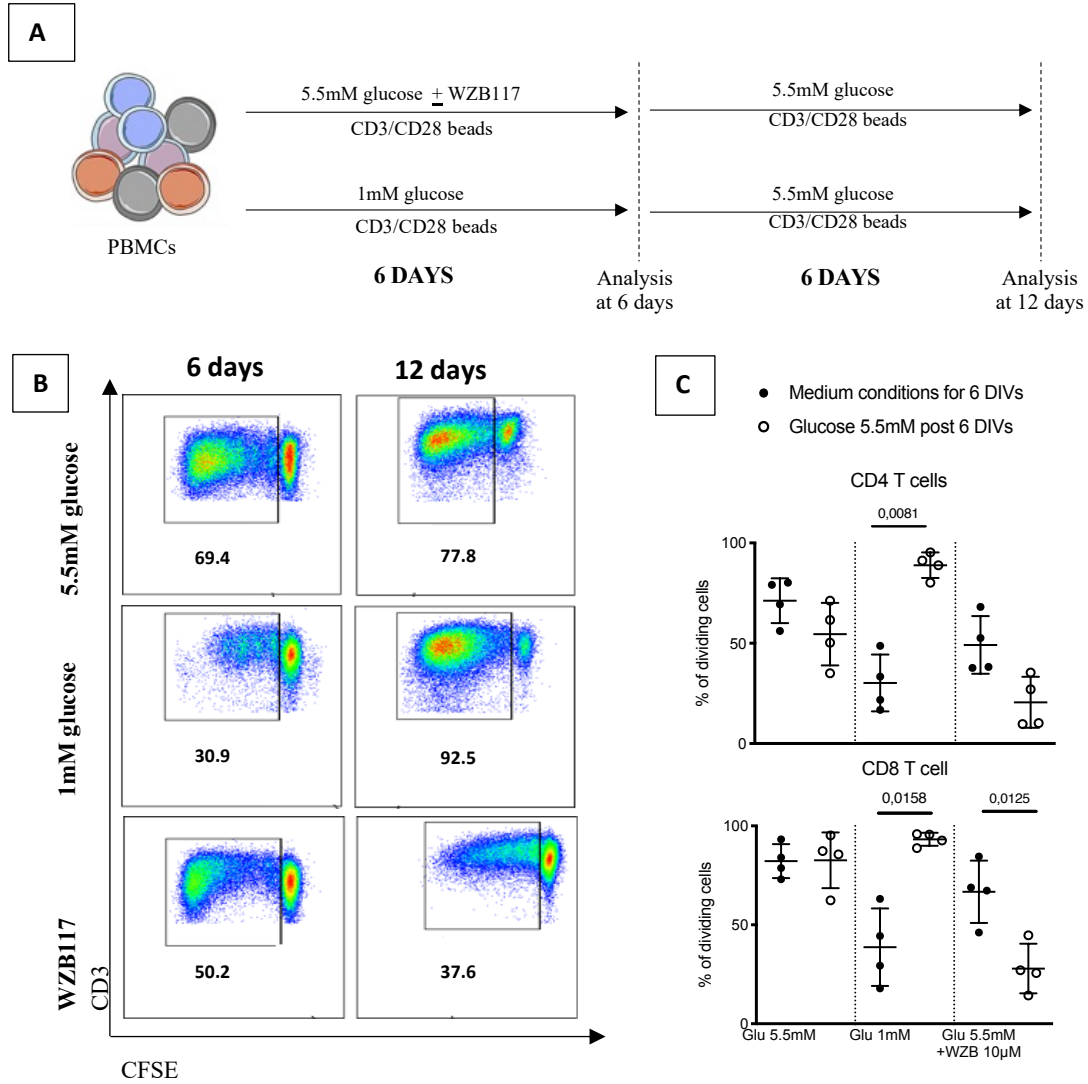 A
5.5mM glucose + WZB117
CD3/CD28 beads
5.5mM glucose
CD3/CD28 beads
1mM glucose
CD3/CD28 beads
5.5mM glucose
CD3/CD28 beads
PBMCs
6 DAYS
Analysis
at 6 days
6 DAYS
Analysis
at 12 days
B
6 days
12 days
5.5mM glucose
69.4
77.8
1mM glucose
30.9
92.5
WZB117
50.2
37.6
CD3
CFSE
C
Medium conditions for 6 DIVs
Glucose 5.5mM post 6 DIVs
CD4 T cells
0,0081
100
50
0
% of dividing cells
CD8 T cell
0,0158
0,0125
100
50
0
% of dividing cells
Glu 5.5mM
Glu 1mM
Glu 5.5mM
+WZB 10µM